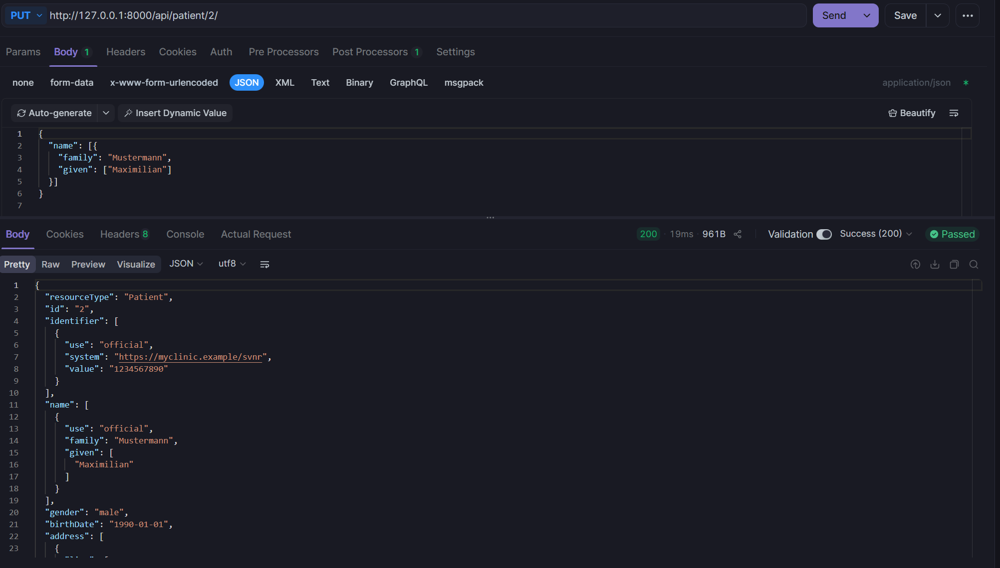 PUT http://127.0.0.1:8000/api/patient/2/ Send Save
Params Body 1 Headers Cookies Auth Pre Processors Post Processors 1 Settings
none form-data x-www-form-urlencoded JSON XML Text Binary GraphQL msgpack application/json *
Auto-generate Insert Dynamic Value Beautify
1 {
2 "name": [{
3 "family": "Mustermann",
4 "given": ["Maximilian"]
5 }]
6 }
7
Body Cookies Headers 8 Console Actual Request 200 · 19ms · 961B Validation Success (200) Passed
Pretty Raw Preview Visualize JSON utf8
1 {
2 "resourceType": "Patient",
3 "id": "2",
4 "identifier": [
5 {
6 "use": "official",
7 "system": "https://myclinic.example/svnr",
8 "value": "1234567890"
9 }
10 ],
11 "name": [
12 {
13 "use": "official",
14 "family": "Mustermann",
15 "given": [
16 "Maximilian"
17 ]
18 }
19 ],
20 "gender": "male",
21 "birthDate": "1990-01-01",
22 "address": [
23 {